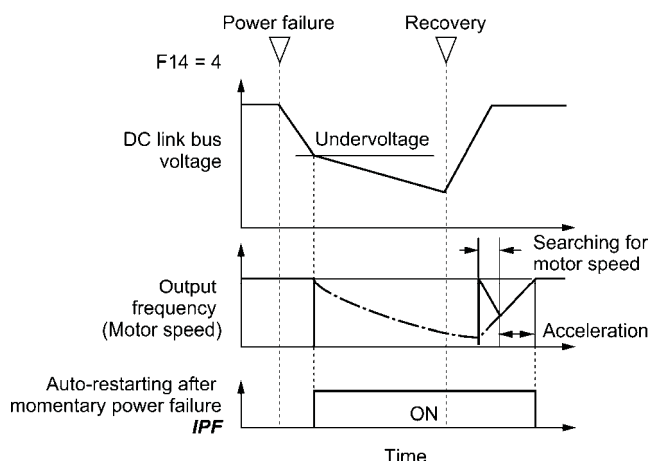 Power failure
Recovery
F14 = 4
DC link bus
voltage
Undervoltage
Searching for
motor speed
Output
frequency
(Motor speed)
Acceleration
Auto-restarting after
momentary power failure
IPF
ON
Time